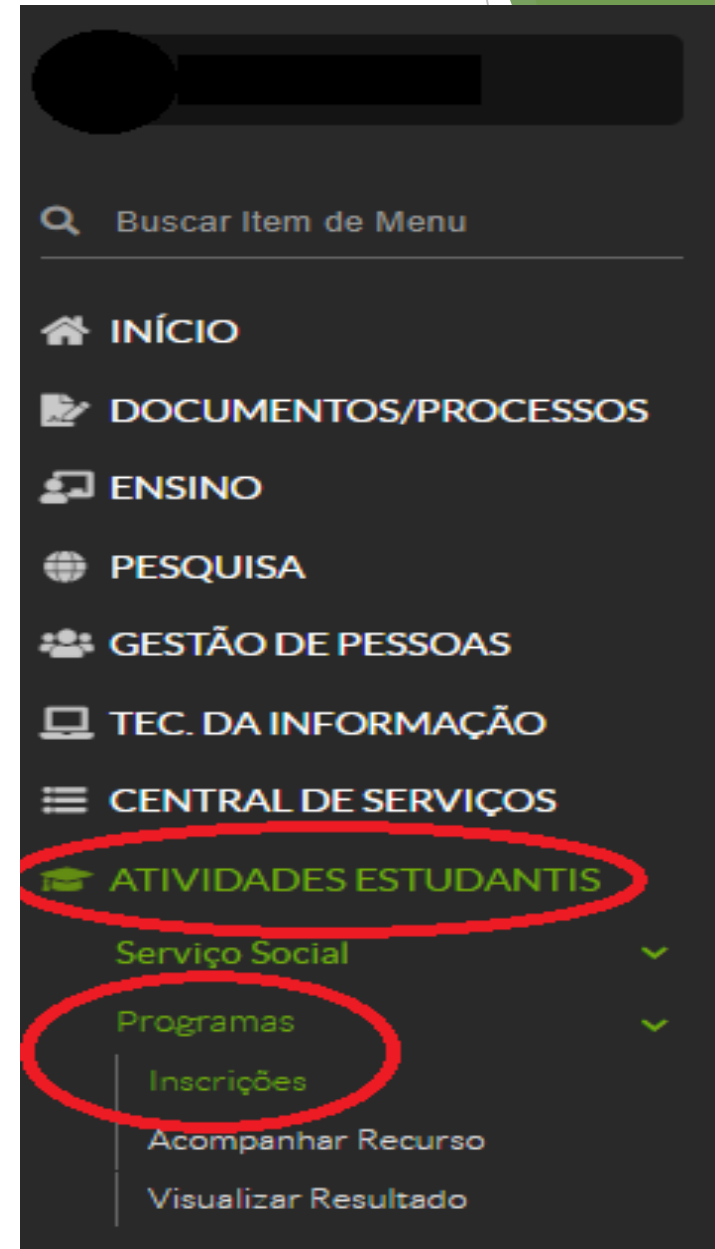 Buscar Item de Menu
INÍCIO
DOCUMENTOS/PROCESSOS
ENSINO
PESQUISA
GESTÃO DE PESSOAS
TEC. DA INFORMAÇÃO
CENTRAL DE SERVIÇOS
ATIVIDADES ESTUDANTIS
Serviço Social
Programas
Inscrições
Acompanhar Recurso
Visualizar Resultado